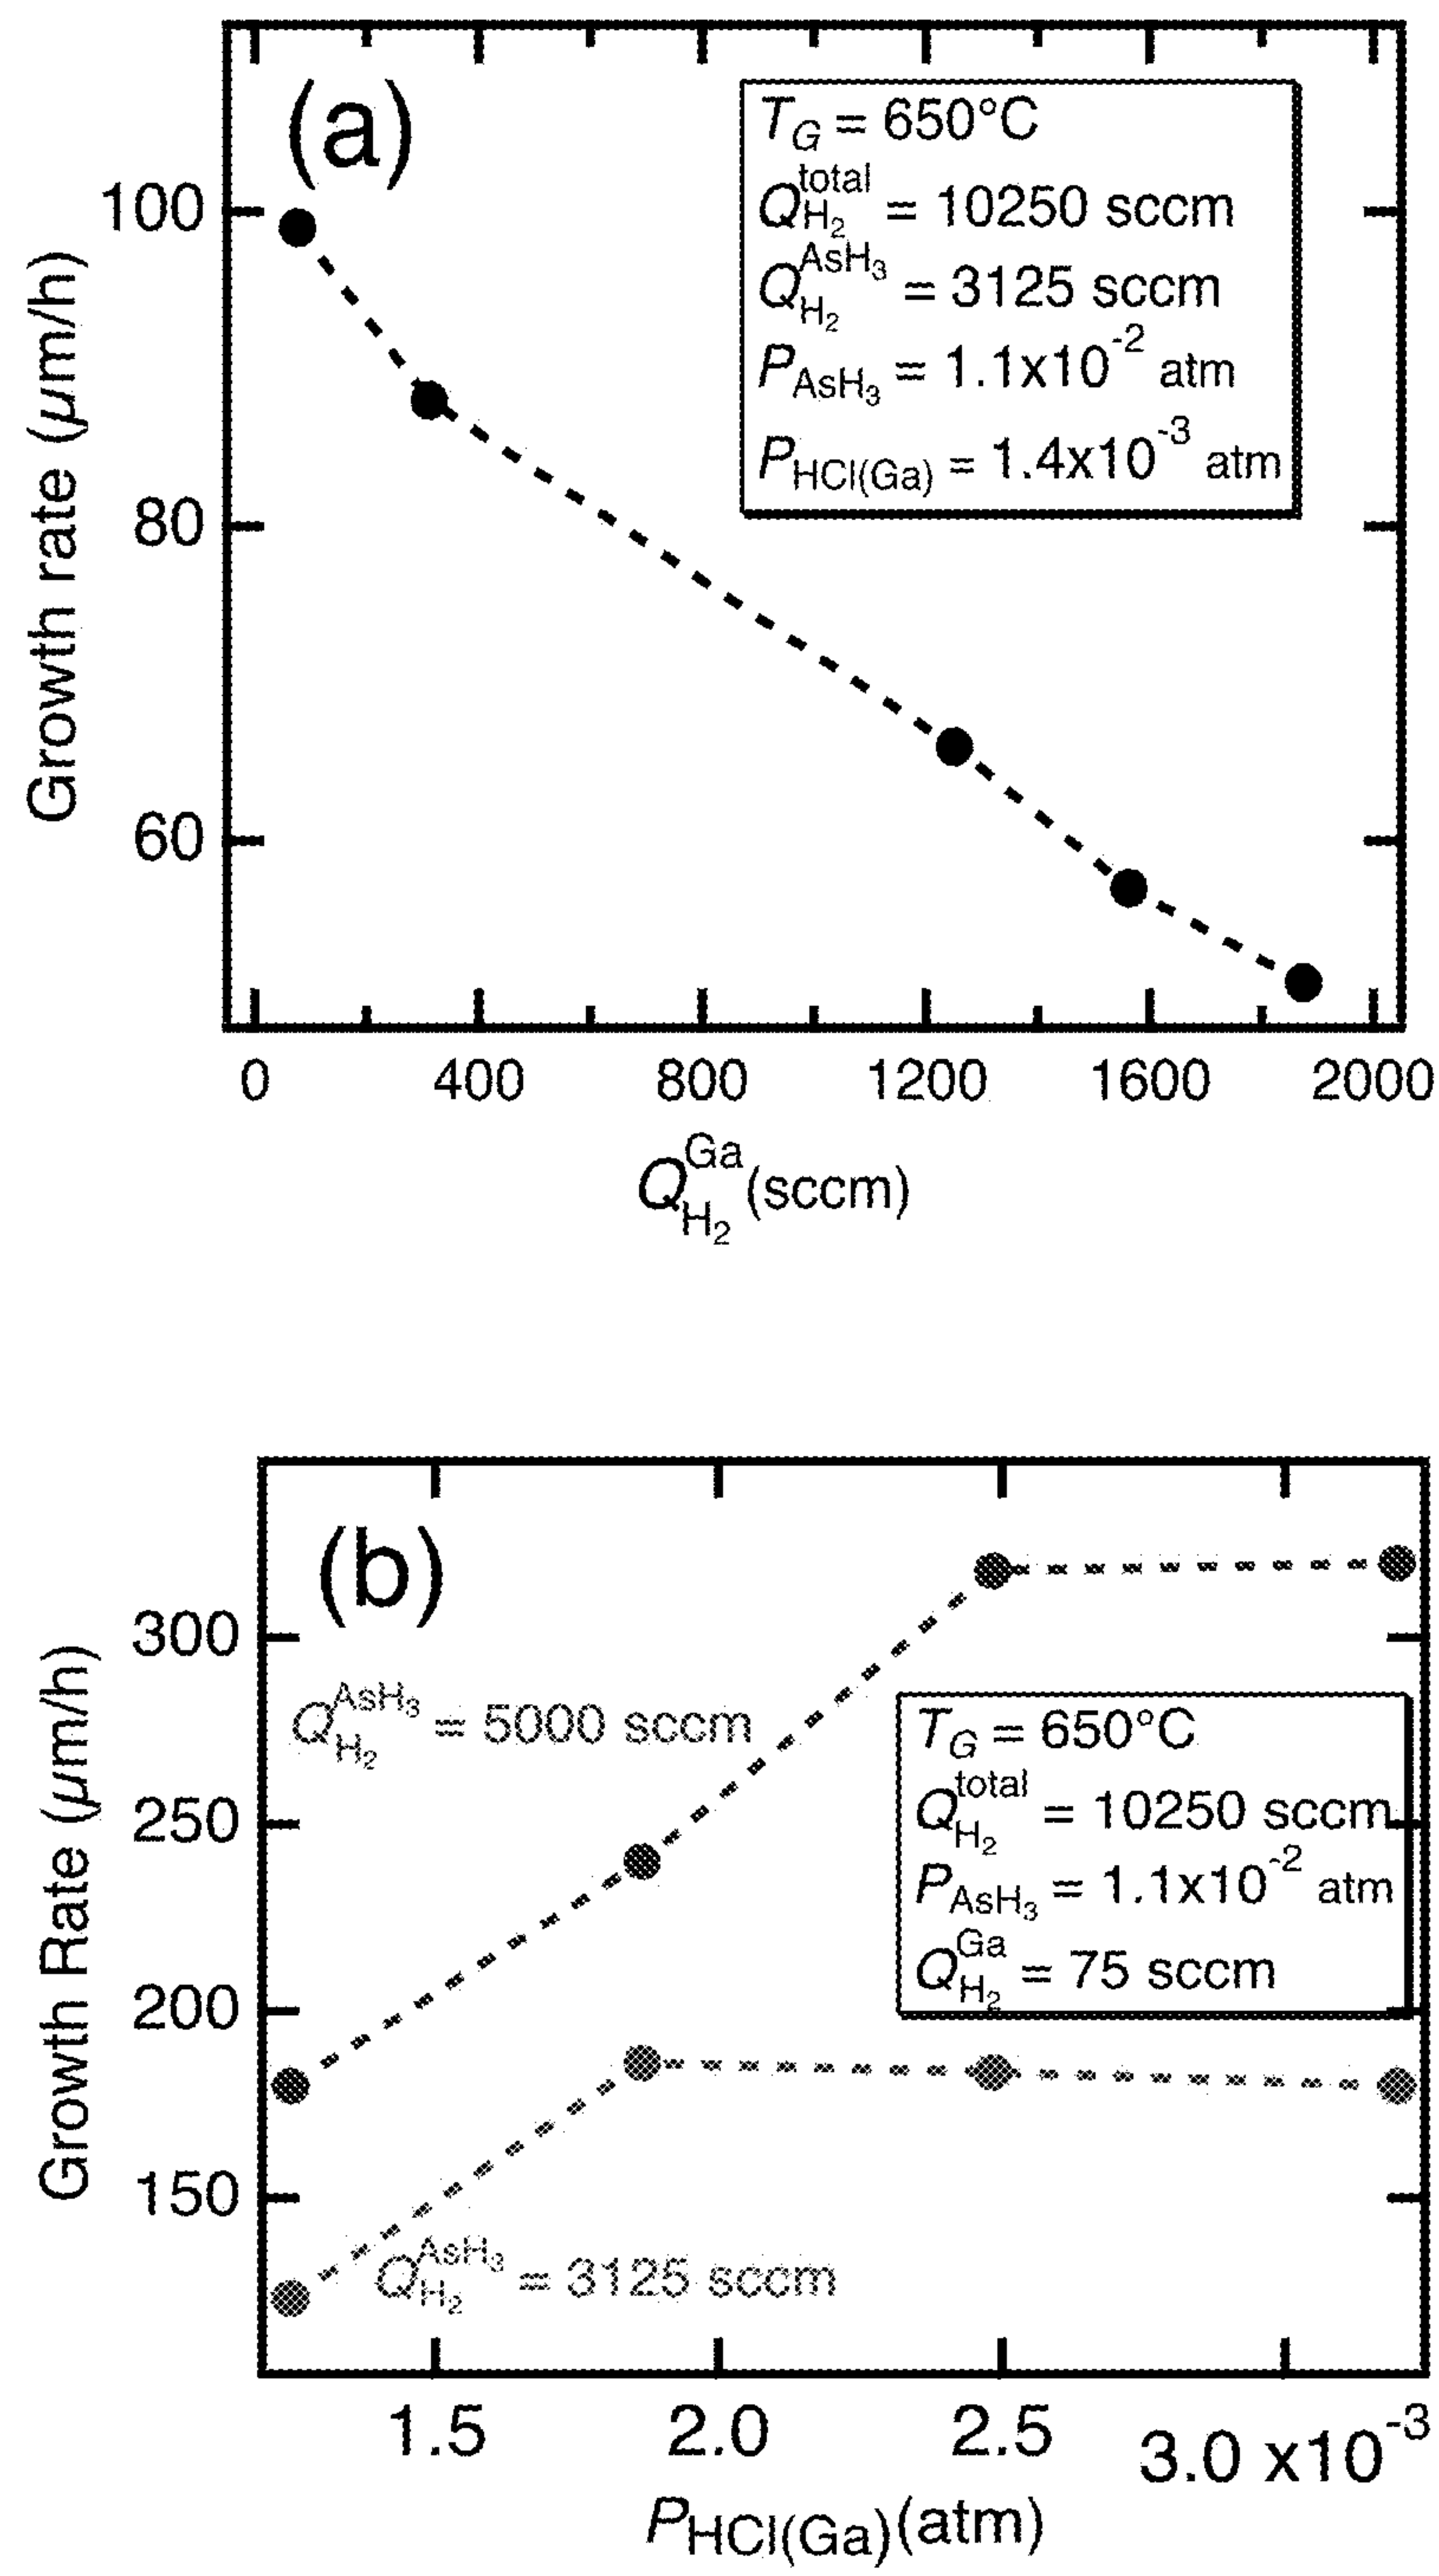 (a)
T_G = 650°C
Q_H₂^total = 10250 sccm
Q_H₂^AsH₃ = 3125 sccm
P_AsH₃ = 1.1x10⁻² atm
P_HCl(Ga) = 1.4x10⁻³ atm
Growth rate (μm/h)
100
80
60
0 400 800 1200 1600 2000
Q_H₂^Ga (sccm)
(b)
Growth Rate (μm/h)
300
250
200
150
Q_H₂^AsH₃ = 5000 sccm
T_G = 650°C
Q_H₂^total = 10250 sccm
P_AsH₃ = 1.1x10⁻² atm
Q_H₂^Ga = 75 sccm
Q_H₂^AsH₃ = 3125 sccm
1.5 2.0 2.5 3.0 x10⁻³
P_HCl(Ga) (atm)